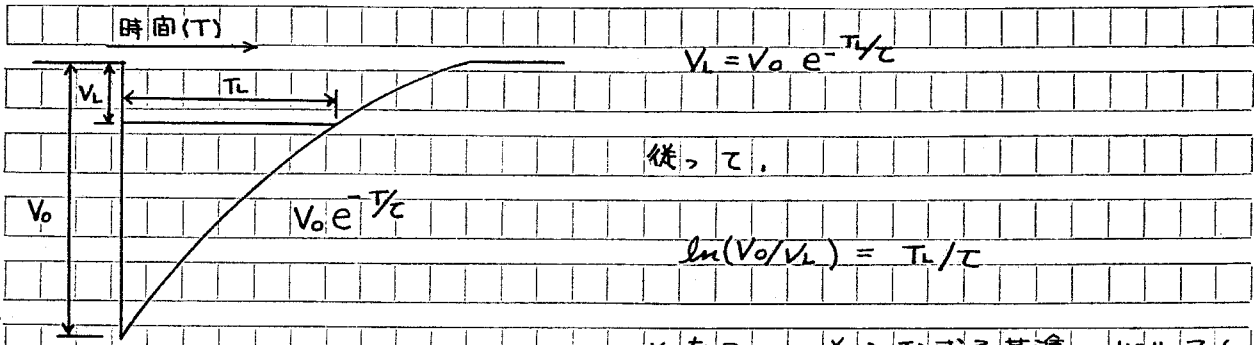 時間(T)
V_L = V_0 e^{-T_L/τ}
V_L
T_L
従って、
V_0
V_0 e^{-T/τ}
ln(V_0/V_L) = T_L/τ